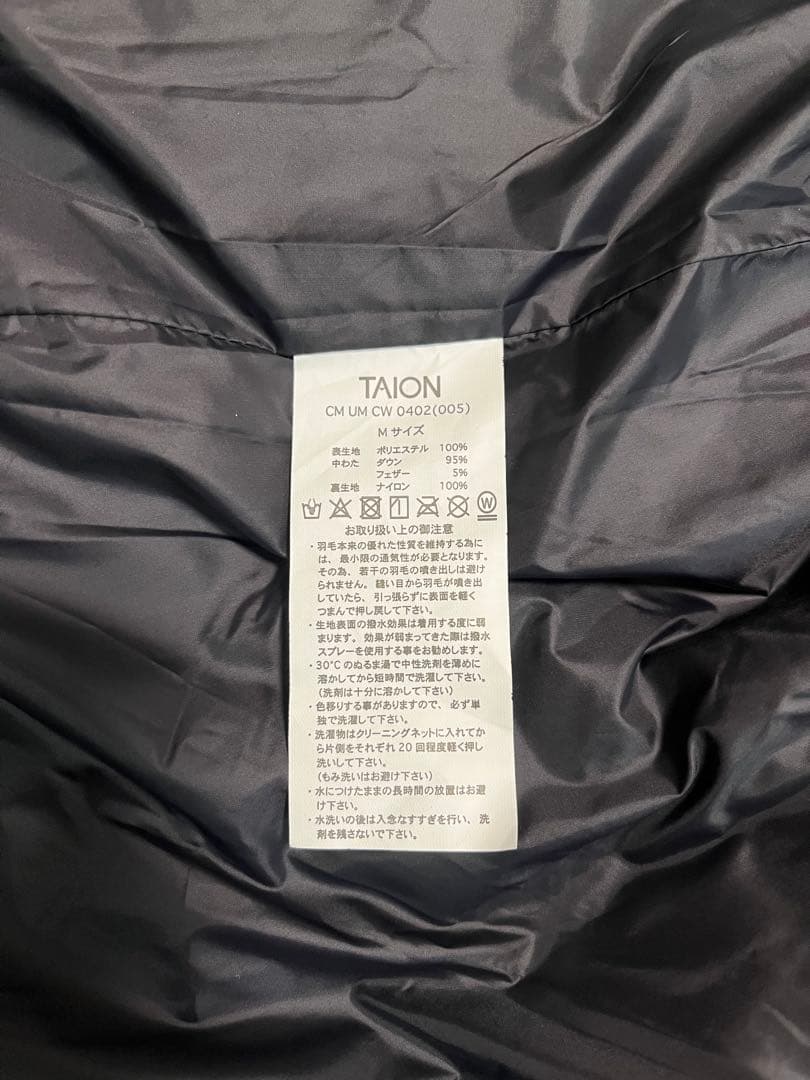 TAION
CM UM CW 0402(005)
M サイズ
表生地 ポリエステル 100%
中わた ダウン 95%
フェザー 5%
裏生地 ナイロン 100%
W
お取り扱い上の御注意
・羽毛本来の優れた性質を維持する為に
は、最小限の通気性が必要となります。
その為、若干の羽毛の噴き出しは避け
られません。縫い目から羽毛が噴き出
していたら、引っ張らずに表面を軽く
つまんで押し戻して下さい。
・生地表面の撥水効果は着用する度に弱
まります。効果が弱まってきた際は撥水
スプレーを使用する事をお勧めします。
・30°Cのぬるま湯で中性洗剤を薄めに
溶かしてから短時間で洗濯して下さい。
(洗剤は十分に溶かして下さい)
・色移りする事がありますので、必ず単
独で洗濯して下さい。
・洗濯物はクリーニングネットに入れてか
ら片側をそれぞれ 20 回程度軽く押し
洗いして下さい。
(もみ洗いはお避け下さい)
・水につけたままの長時間の放置はお避
け下さい。
・水洗いの後は入念なすすぎを行い、洗
剤を残さないで下さい。